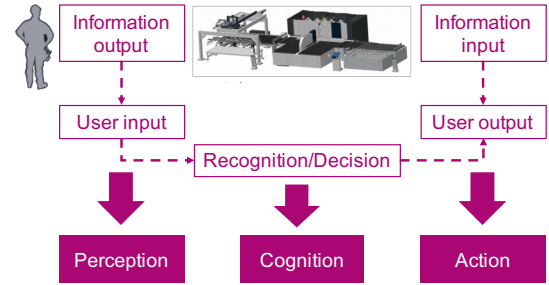 Information
output
Information
input
User input
User output
Recognition/Decision
Perception
Cognition
Action